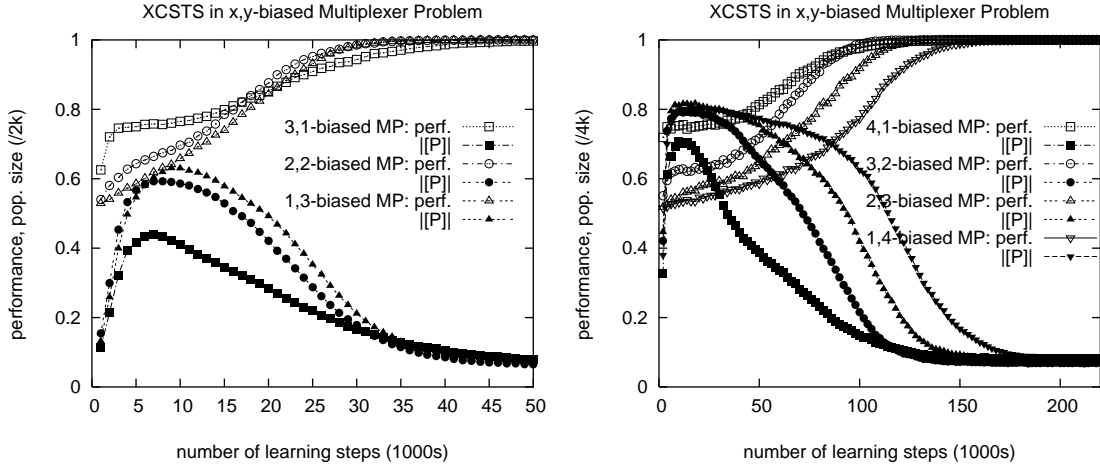 XCSTS in x,y-biased Multiplexer Problem
performance, pop. size (/2k)
1
0.8
0.6
0.4
0.2
0
3,1-biased MP: perf.
|[P]|
2,2-biased MP: perf.
|[P]|
1,3-biased MP: perf.
|[P]|
0 5 10 15 20 25 30 35 40 45 50
number of learning steps (1000s)
XCSTS in x,y-biased Multiplexer Problem
performance, pop. size (/4k)
1
0.8
0.6
0.4
0.2
0
4,1-biased MP: perf.
|[P]|
3,2-biased MP: perf.
|[P]|
2,3-biased MP: perf.
|[P]|
1,4-biased MP: perf.
|[P]|
0 50 100 150 200
number of learning steps (1000s)